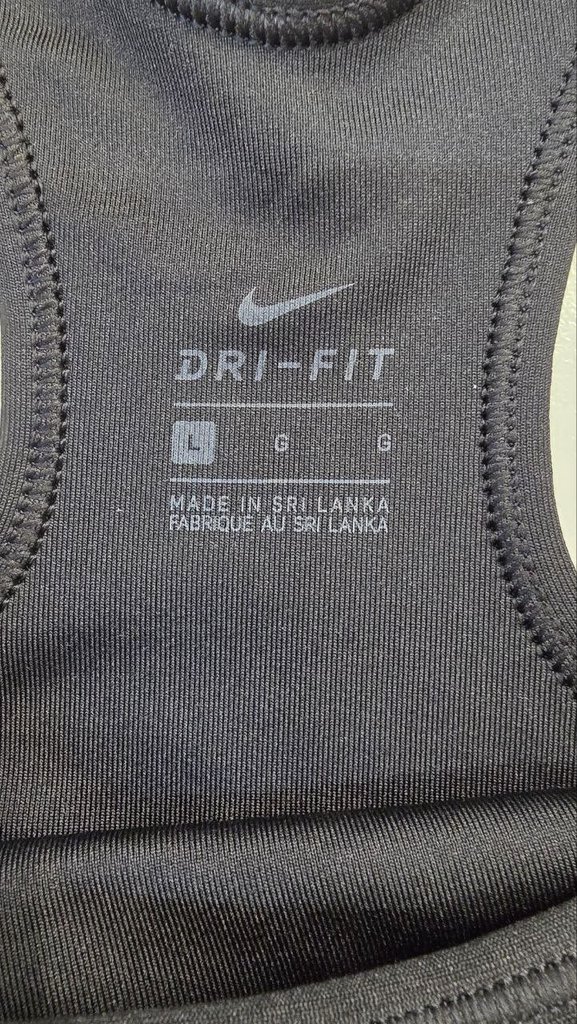 DRI-FIT
L G G
MADE IN SRI LANKA
FABRIQUE AU SRI LANKA